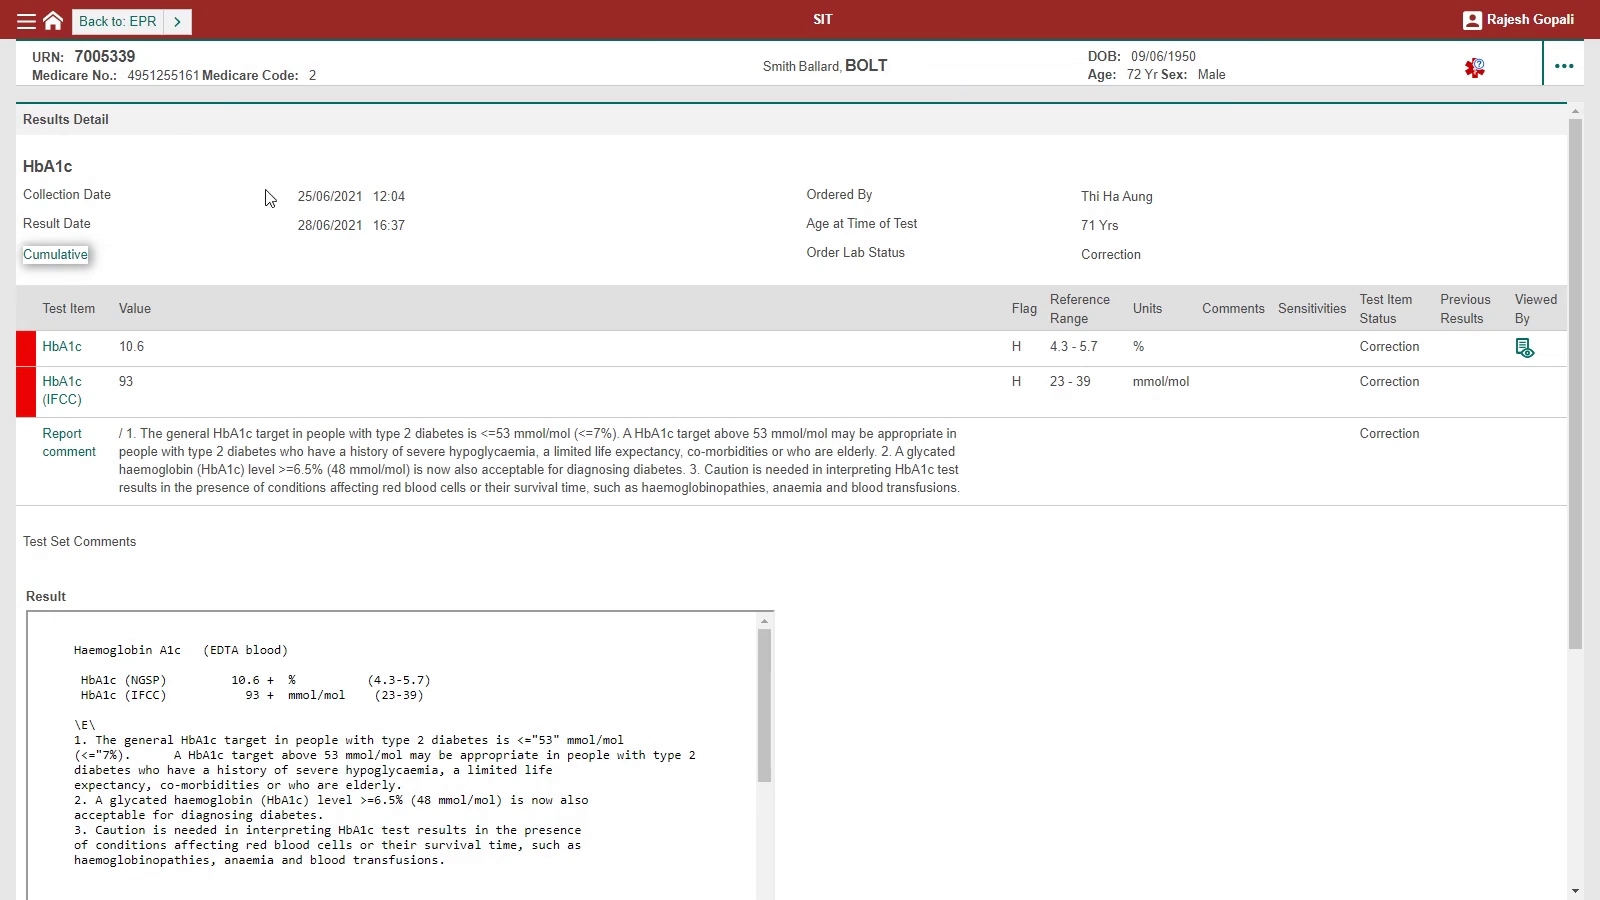 Back to: EPR
SIT
Rajesh Gopali
URN: 7005339
Medicare No.: 4951255161 Medicare Code: 2
Smith Ballard, BOLT
DOB: 09/06/1950
Age: 72 Yr Sex: Male
Results Detail
HbA1c
Collection Date 25/06/2021 12:04
Ordered By Thi Ha Aung
Result Date 28/06/2021 16:37
Age at Time of Test 71 Yrs
Cumulative
Order Lab Status Correction
Test Item Value Flag Reference Range Units Comments Sensitivities Test Item Status Previous Results Viewed By
HbA1c 10.6 H 4.3 - 5.7 % Correction
HbA1c (IFCC) 93 H 23 - 39 mmol/mol Correction
Report comment
/ 1. The general HbA1c target in people with type 2 diabetes is <=53 mmol/mol (<=7%). A HbA1c target above 53 mmol/mol may be appropriate in
people with type 2 diabetes who have a history of severe hypoglycaemia, a limited life expectancy, co-morbidities or who are elderly. 2. A glycated
haemoglobin (HbA1c) level >=6.5% (48 mmol/mol) is now also acceptable for diagnosing diabetes. 3. Caution is needed in interpreting HbA1c test
results in the presence of conditions affecting red blood cells or their survival time, such as haemoglobinopathies, anaemia and blood transfusions.
Correction
Test Set Comments
Result
Haemoglobin A1c (EDTA blood)
HbA1c (NGSP) 10.6 + % (4.3-5.7)
HbA1c (IFCC) 93 + mmol/mol (23-39)
\E\
1. The general HbA1c target in people with type 2 diabetes is <="53" mmol/mol
(<="7%). A HbA1c target above 53 mmol/mol may be appropriate in people with type 2
diabetes who have a history of severe hypoglycaemia, a limited life
expectancy, co-morbidities or who are elderly.
2. A glycated haemoglobin (HbA1c) level >=6.5% (48 mmol/mol) is now also
acceptable for diagnosing diabetes.
3. Caution is needed in interpreting HbA1c test results in the presence
of conditions affecting red blood cells or their survival time, such as
haemoglobinopathies, anaemia and blood transfusions.